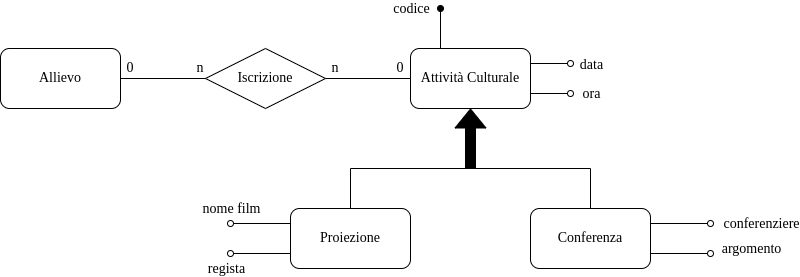 codice
Allievo
0
n
Iscrizione
n
0
Attività Culturale
data
ora
nome film
regista
Proiezione
Conferenza
conferenziere
argomento